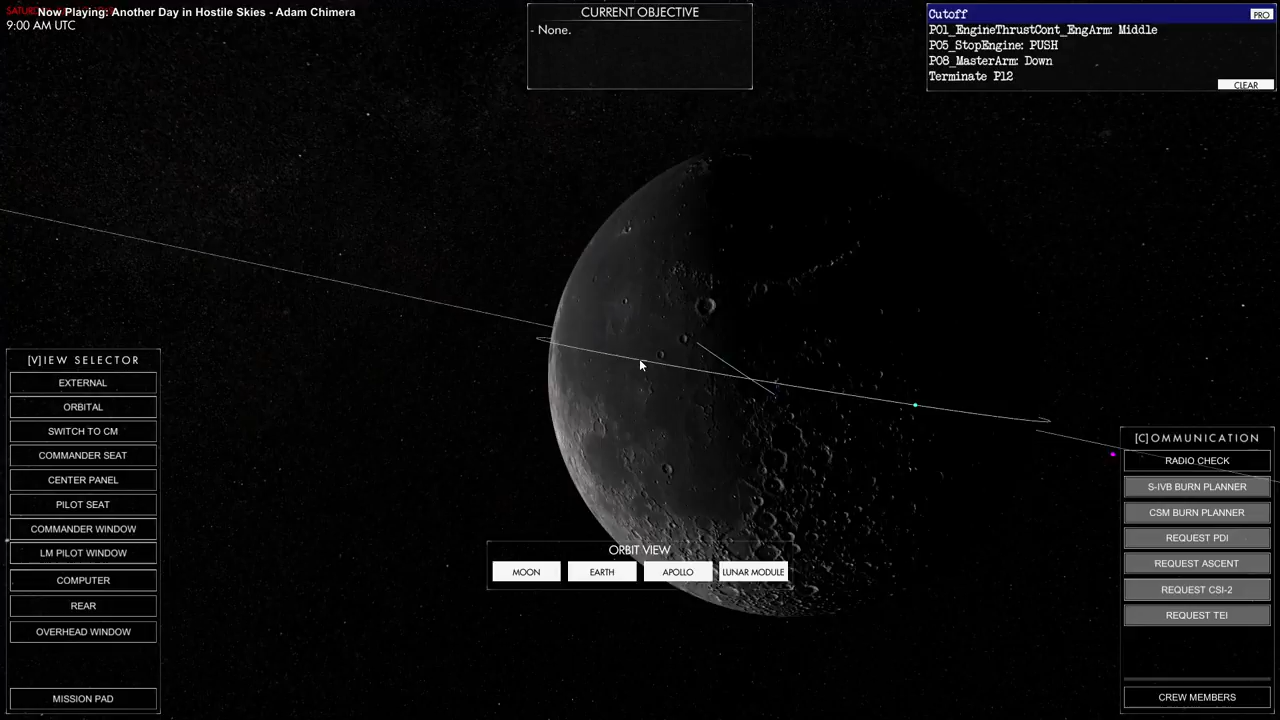 Now Playing: Another Day in Hostile Skies - Adam Chimera
9:00 AM UTC
CURRENT OBJECTIVE
- None.
Cutoff
PRO
P01_EngineThrustCont_EngArm: Middle
P05_StopEngine: PUSH
P08_MasterArm: Down
Terminate P12
CLEAR
[V]IEW SELECTOR
EXTERNAL
ORBITAL
SWITCH TO CM
COMMANDER SEAT
CENTER PANEL
PILOT SEAT
COMMANDER WINDOW
LM PILOT WINDOW
COMPUTER
REAR
OVERHEAD WINDOW
MISSION PAD
ORBIT VIEW
MOON
EARTH
APOLLO
LUNAR MODULE
[C]OMMUNICATION
RADIO CHECK
S-IVB BURN PLANNER
CSM BURN PLANNER
REQUEST PDI
REQUEST ASCENT
REQUEST CSI-2
REQUEST TEI
CREW MEMBERS